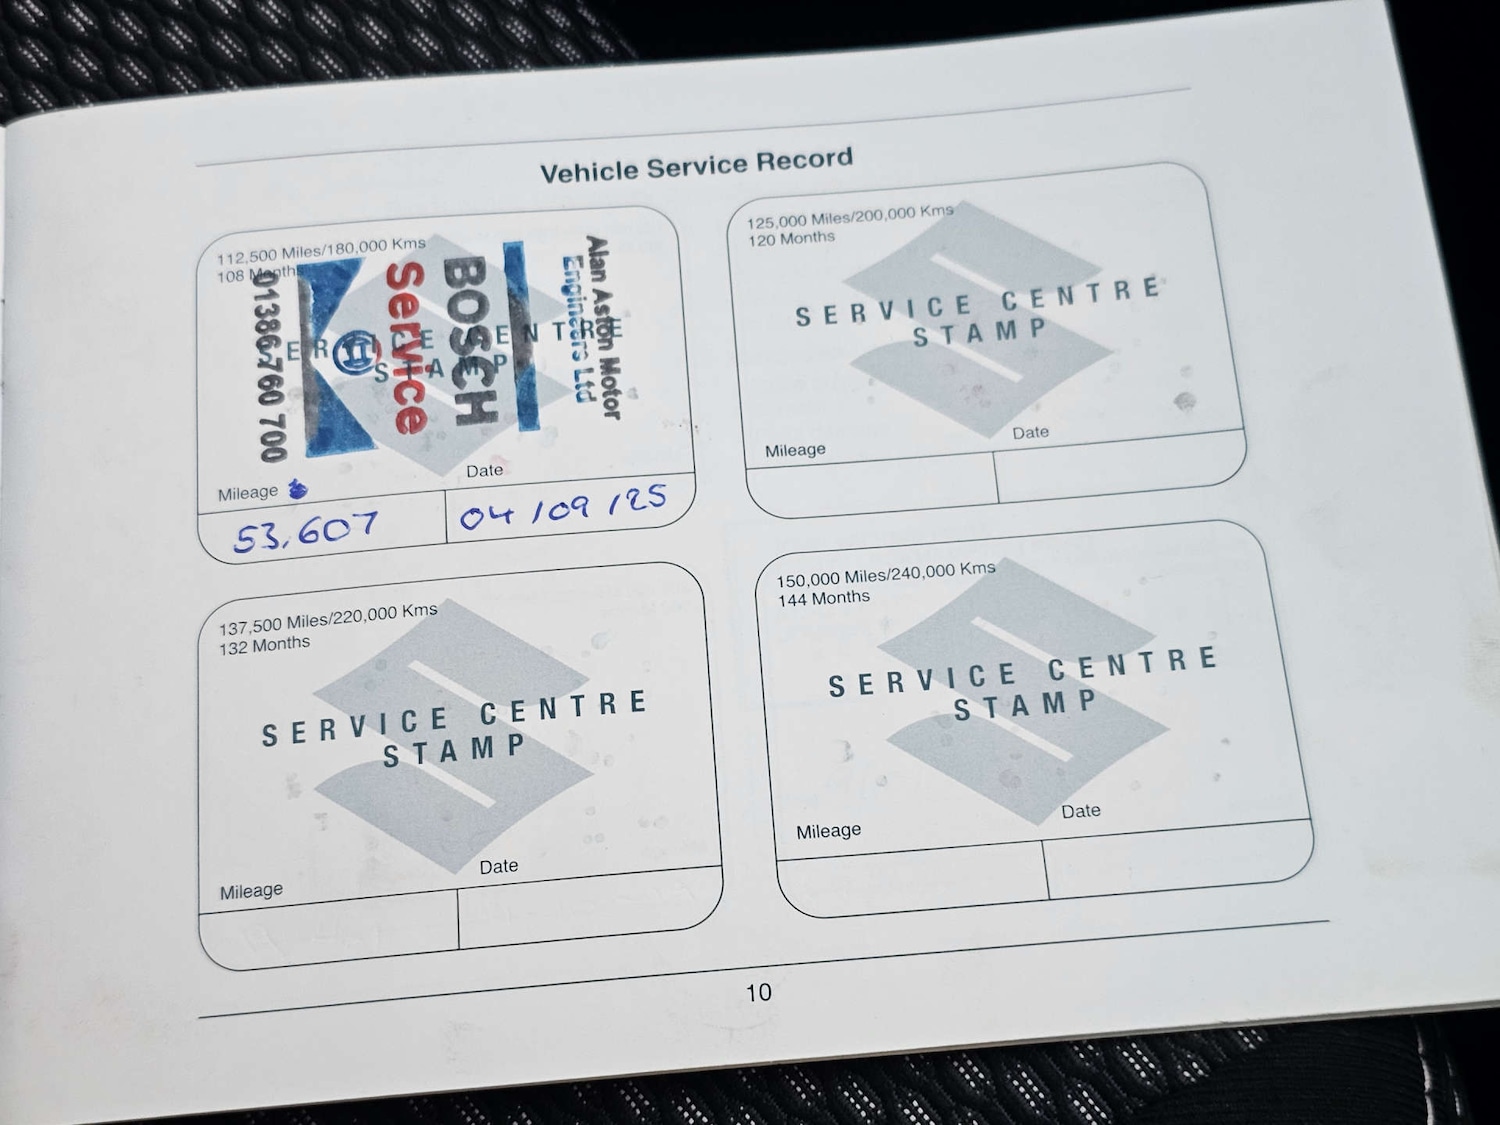 Vehicle Service Record
112,500 Miles/180,000 Kms
108 Months
SERVICE CENTRE
STAMP
Alan Aston Motor
Engineers Ltd
BOSCH
Service
01386 760 700
Mileage
Date
53,607
04/09/25
125,000 Miles/200,000 Kms
120 Months
SERVICE CENTRE
STAMP
Mileage
Date
137,500 Miles/220,000 Kms
132 Months
SERVICE CENTRE
STAMP
Mileage
Date
150,000 Miles/240,000 Kms
144 Months
SERVICE CENTRE
STAMP
Mileage
Date
10